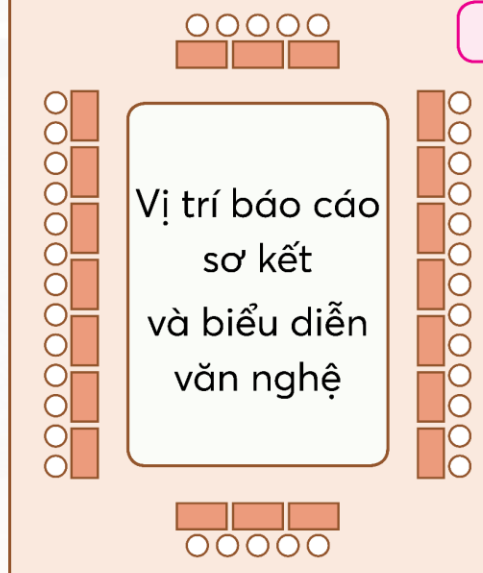 Vị trí báo cáo
sơ kết
và biểu diễn
văn nghệ